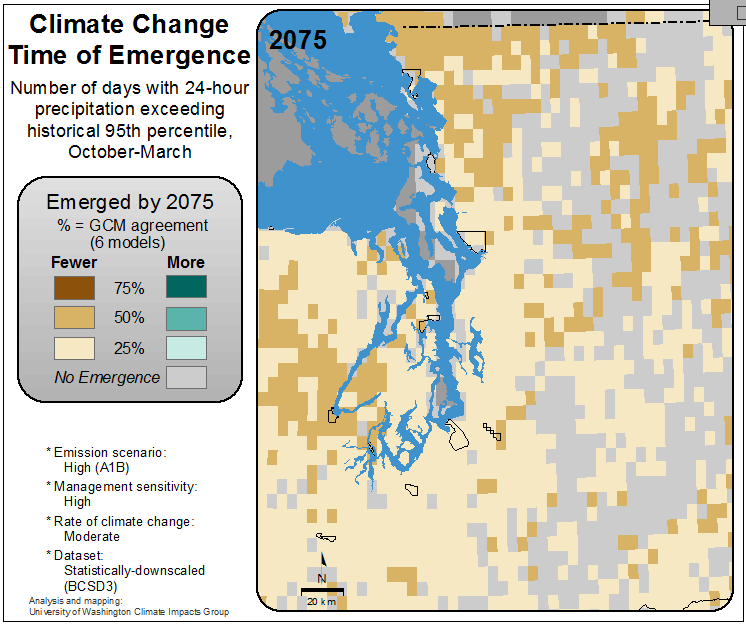 Climate Change
Time of Emergence
Number of days with 24-hour
precipitation exceeding
historical 95th percentile,
October-March
Emerged by 2075
% = GCM agreement
(6 models)
Fewer More
75%
50%
25%
No Emergence
* Emission scenario:
High (A1B)
* Management sensitivity:
High
* Rate of climate change:
Moderate
* Dataset:
Statistically-downscaled
(BCSD3)
Analysis and mapping:
University of Washington Climate Impacts Group
2075
N
20 km